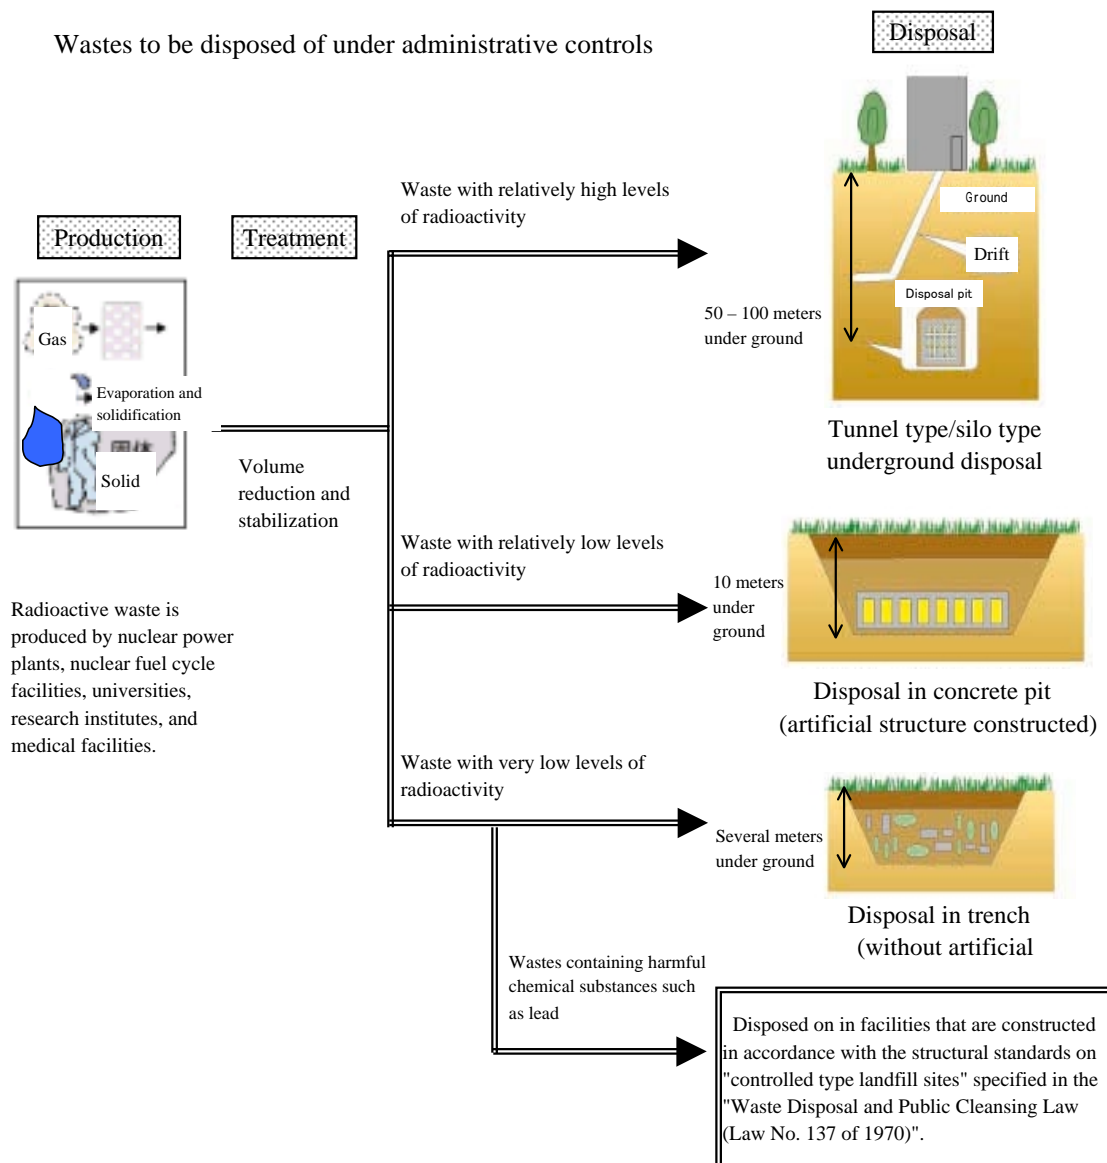 Wastes to be disposed of under administrative controls
Disposal
Production
Treatment
Gas
Evaporation and
solidification
固体
Solid
Volume
reduction and
stabilization
Radioactive waste is
produced by nuclear power
plants, nuclear fuel cycle
facilities, universities,
research institutes, and
medical facilities.
Waste with relatively high levels
of radioactivity
50 – 100 meters
under ground
Ground
Drift
Disposal pit
Tunnel type/silo type
underground disposal
Waste with relatively low levels
of radioactivity
10 meters
under
ground
Disposal in concrete pit
(artificial structure constructed)
Waste with very low levels of
radioactivity
Several meters
under ground
Disposal in trench
(without artificial
Wastes containing harmful
chemical substances such
as lead
Disposed on in facilities that are constructed
in accordance with the structural standards on
"controlled type landfill sites" specified in the
"Waste Disposal and Public Cleansing Law
(Law No. 137 of 1970)".